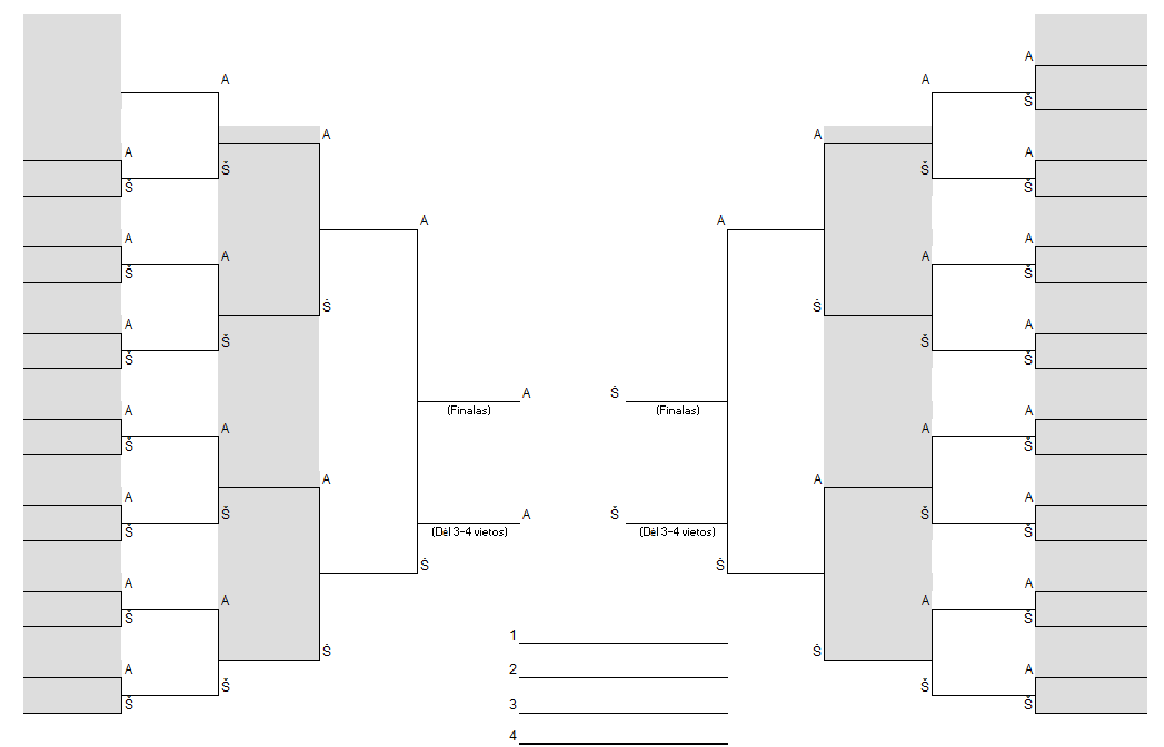 A
A A
Š
A A
A A
Š Š
Š Š
A A
A A
A A
Š Š
Š Š
A A
Š Š
Š Š
A Š
A (Finalas) (Finalas) A
A A
Š Š
A A
A A
Š A Š Š
Š (Dėl 3-4 vietos) (Dėl 3-4 vietos) Š
Š Š
A A
A A
Š Š
1
Š Š
A 2 A
Š Š
Š 3 Š
4